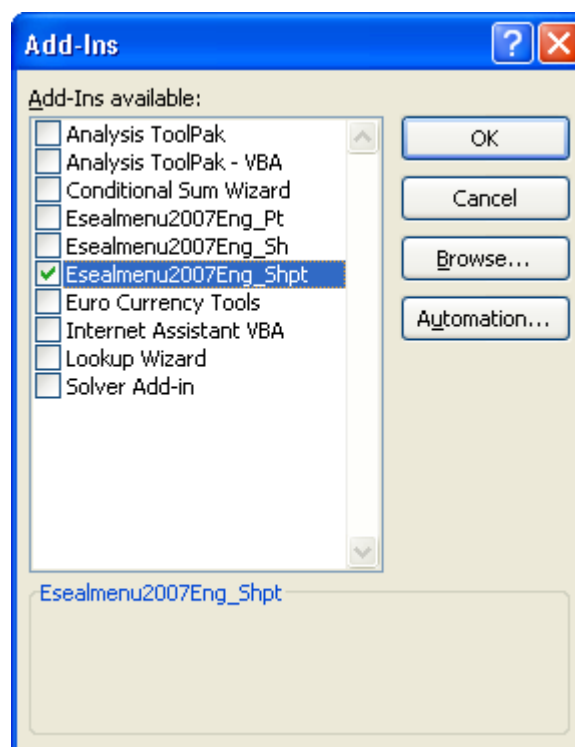 Add-Ins
?
Add-Ins available:
Analysis ToolPak
Analysis ToolPak - VBA
Conditional Sum Wizard
Esealmenu2007Eng_Pt
Esealmenu2007Eng_Sh
Esealmenu2007Eng_Shpt
Euro Currency Tools
Internet Assistant VBA
Lookup Wizard
Solver Add-in
OK
Cancel
Browse...
Automation...
Esealmenu2007Eng_Shpt